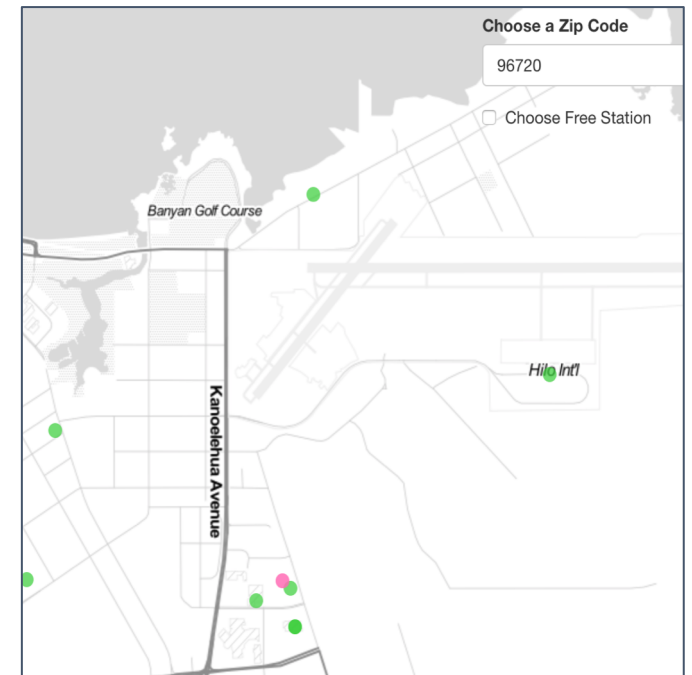 Choose a Zip Code
96720
Choose Free Station
Banyan Golf Course
Hilo Int'l
Kanoelehua Avenue